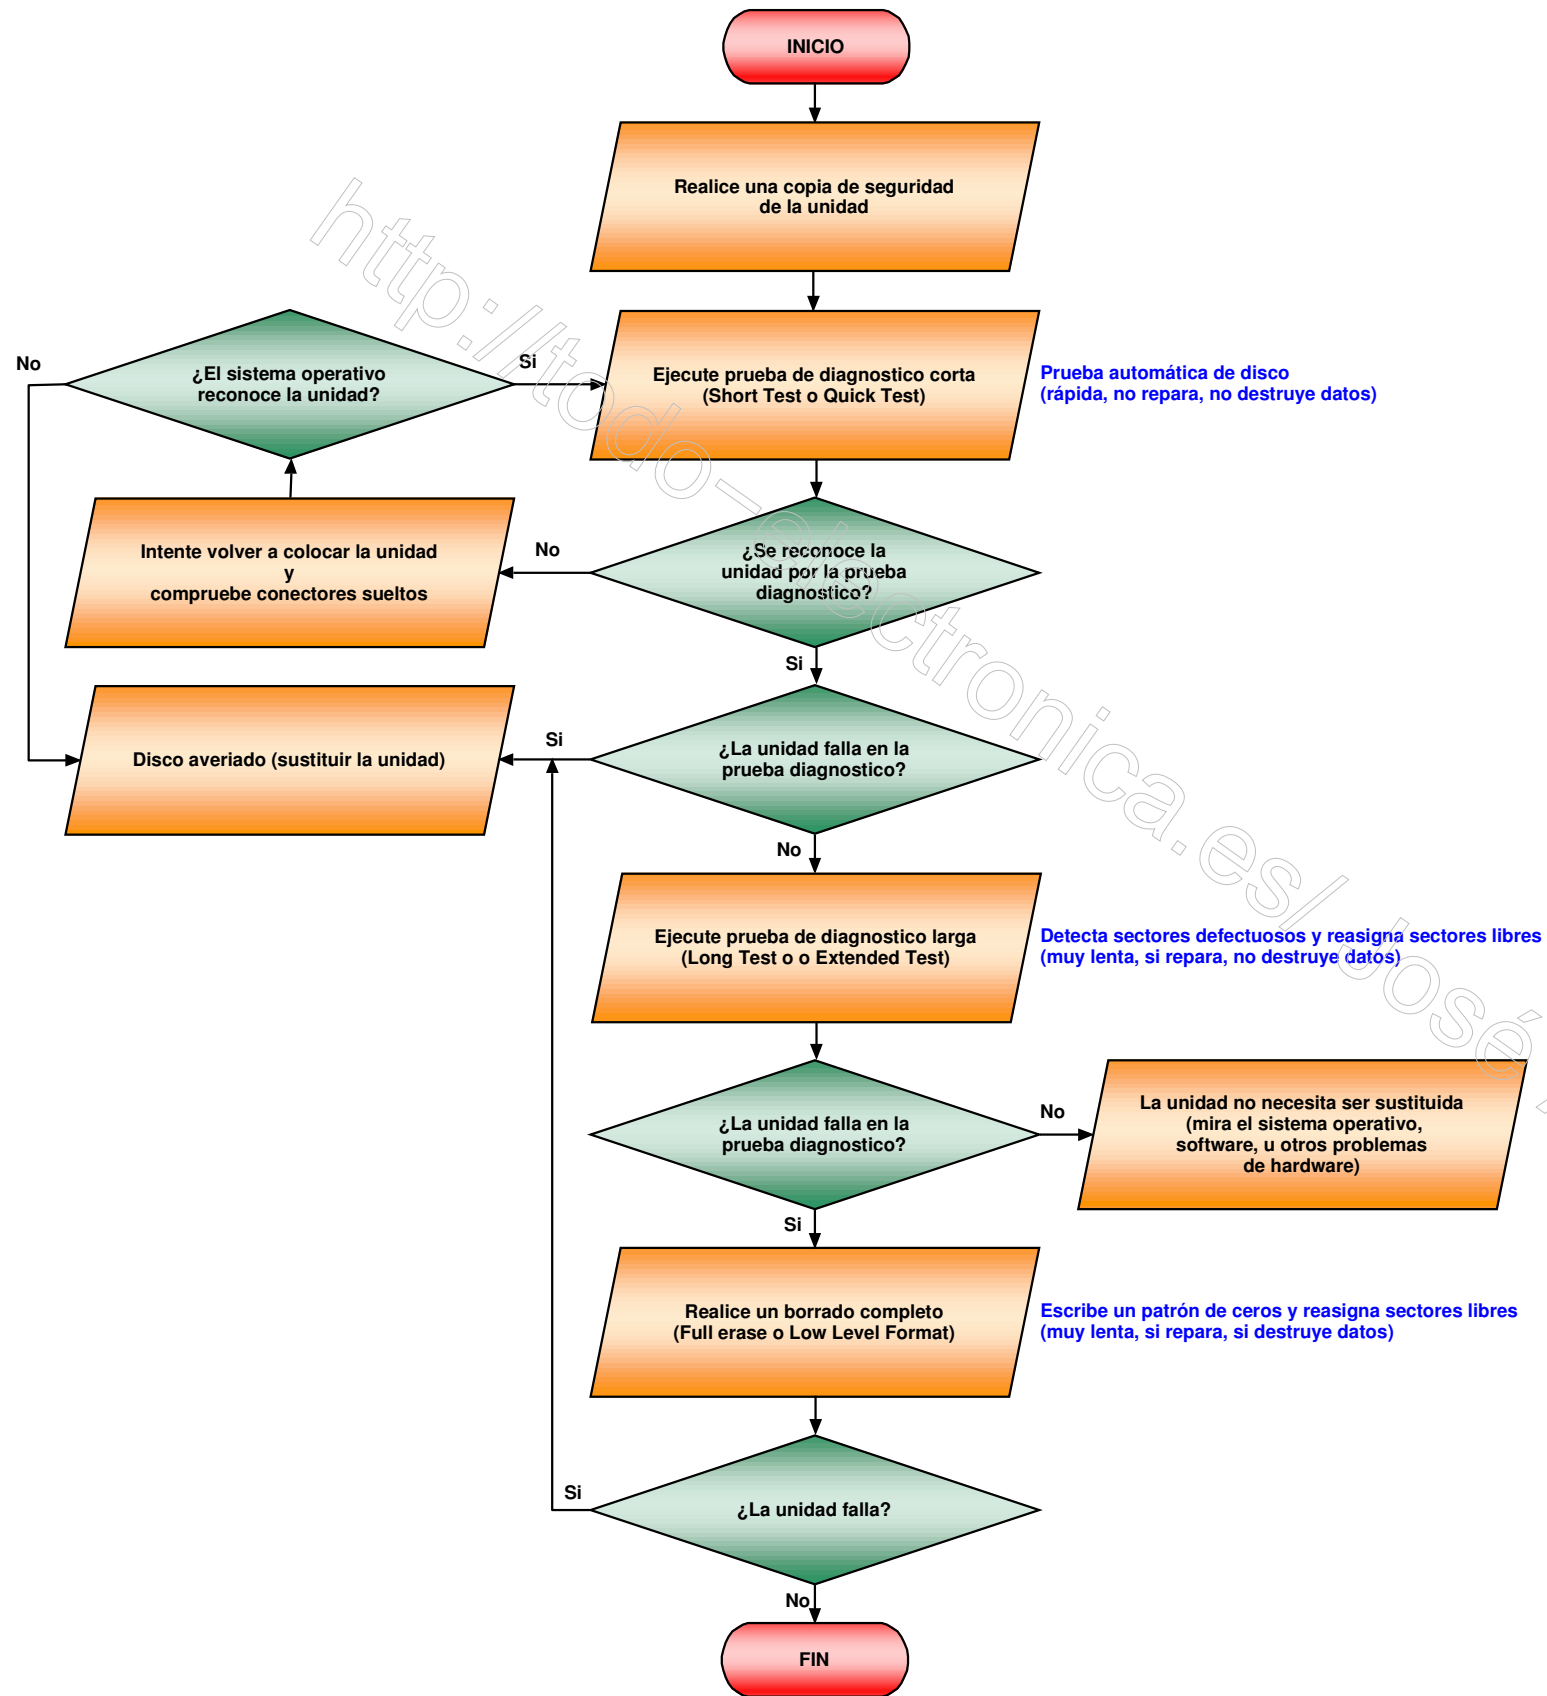 INICIO
Realice una copia de seguridad
de la unidad
¿El sistema operativo
reconoce la unidad?
No
Si
Ejecute prueba de diagnostico corta
(Short Test o Quick Test)
Prueba automática de disco
(rápida, no repara, no destruye datos)
Intente volver a colocar la unidad
y
compruebe conectores sueltos
No
¿Se reconoce la
unidad por la prueba
diagnostico?
Si
Disco averiado (sustituir la unidad)
Si
¿La unidad falla en la
prueba diagnostico?
No
Ejecute prueba de diagnostico larga
(Long Test o o Extended Test)
Detecta sectores defectuosos y reasigna sectores libres
(muy lenta, si repara, no destruye datos)
¿La unidad falla en la
prueba diagnostico?
No
La unidad no necesita ser sustituida
(mira el sistema operativo,
software, u otros problemas
de hardware)
Si
Realice un borrado completo
(Full erase o Low Level Format)
Escribe un patrón de ceros y reasigna sectores libres
(muy lenta, si repara, si destruye datos)
Si
¿La unidad falla?
No
FIN
http://todo-electronica.es/ José